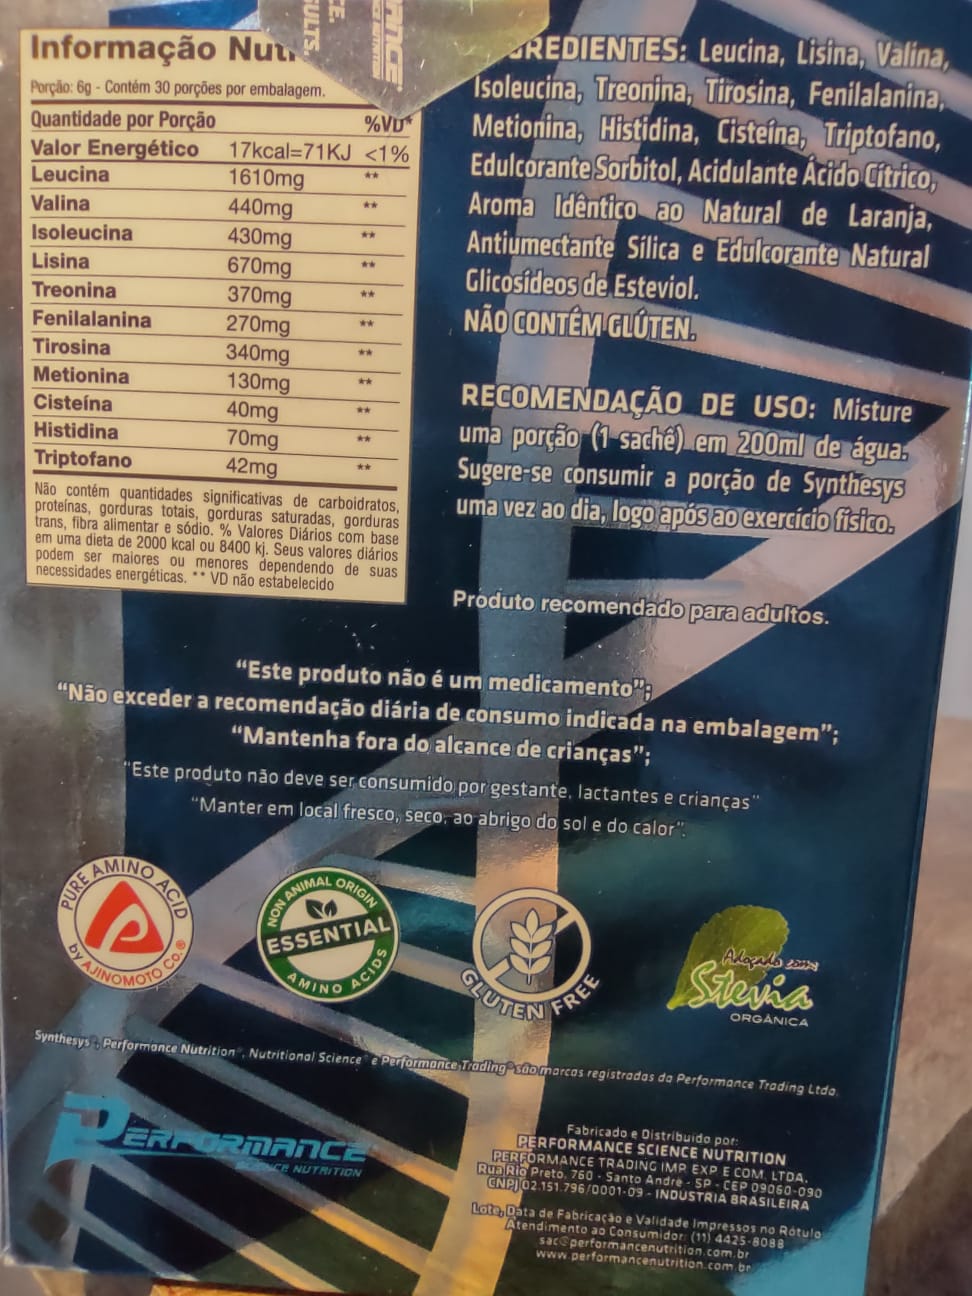 ANCE
CE.
SULTS.
Informação Nut
Porção: 6g - Contém 30 porções por embalagem.
Quantidade por Porção %VD*
Valor Energético 17kcal=71KJ <1%
Leucina 1610mg **
Valina 440mg **
Isoleucina 430mg **
Lisina 670mg **
Treonina 370mg **
Fenilalanina 270mg **
Tirosina 340mg **
Metionina 130mg **
Cisteína 40mg **
Histidina 70mg **
Triptofano 42mg **
Não contém quantidades significativas de carboidratos,
proteínas, gorduras totais, gorduras saturadas, gorduras
trans, fibra alimentar e sódio. % Valores Diários com base
em uma dieta de 2000 kcal ou 8400 kj. Seus valores diários
podem ser maiores ou menores dependendo de suas
necessidades energéticas. ** VD não estabelecido
REDIENTES: Leucina, Lisina, Valina,
Isoleucina, Treonina, Tirosina, Fenilalanina,
Metionina, Histidina, Cisteína, Triptofano,
Edulcorante Sorbitol, Acidulante Ácido Cítrico,
Aroma Idêntico ao Natural de Laranja,
Antiumectante Sílica e Edulcorante Natural
Glicosídeos de Esteviol.
NÃO CONTÉM GLÚTEN.
RECOMENDAÇÃO DE USO: Misture
uma porção (1 sachê) em 200ml de água.
Sugere-se consumir a porção de Synthesys
uma vez ao dia, logo após ao exercício físico.
Produto recomendado para adultos.
“Este produto não é um medicamento”;
“Não exceder a recomendação diária de consumo indicada na embalagem”;
“Mantenha fora do alcance de crianças”;
"Este produto não deve ser consumido por gestante, lactantes e crianças"
"Manter em local fresco, seco, ao abrigo do sol e do calor".
PURE AMINO ACID
by AJINOMOTO Co.®
NON ANIMAL ORIGIN
ESSENTIAL
AMINO ACIDS
GLUTEN FREE
Adoçado com:
Stevia
ORGÂNICA
Synthesys®, Performance Nutrition®, Nutritional Science® e Performance Trading® são marcas registradas da Performance Trading Ltda.
PERFORMANCE
SCIENCE NUTRITION
Fabricado e Distribuido por:
PERFORMANCE SCIENCE NUTRITION
PERFORMANCE TRADING IMP. EXP E COM. LTDA.
Rua Rio Preto, 760 - Santo André - SP - CEP 09060-090
CNPJ 02.151.796/0001-09 - INDÚSTRIA BRASILEIRA
Lote, Data de Fabricação e Validade Impressos no Rótulo
Atendimento ao Consumidor: (11) 4425-8088
sac@performancenutrition.com.br
www.performancenutrition.com.br